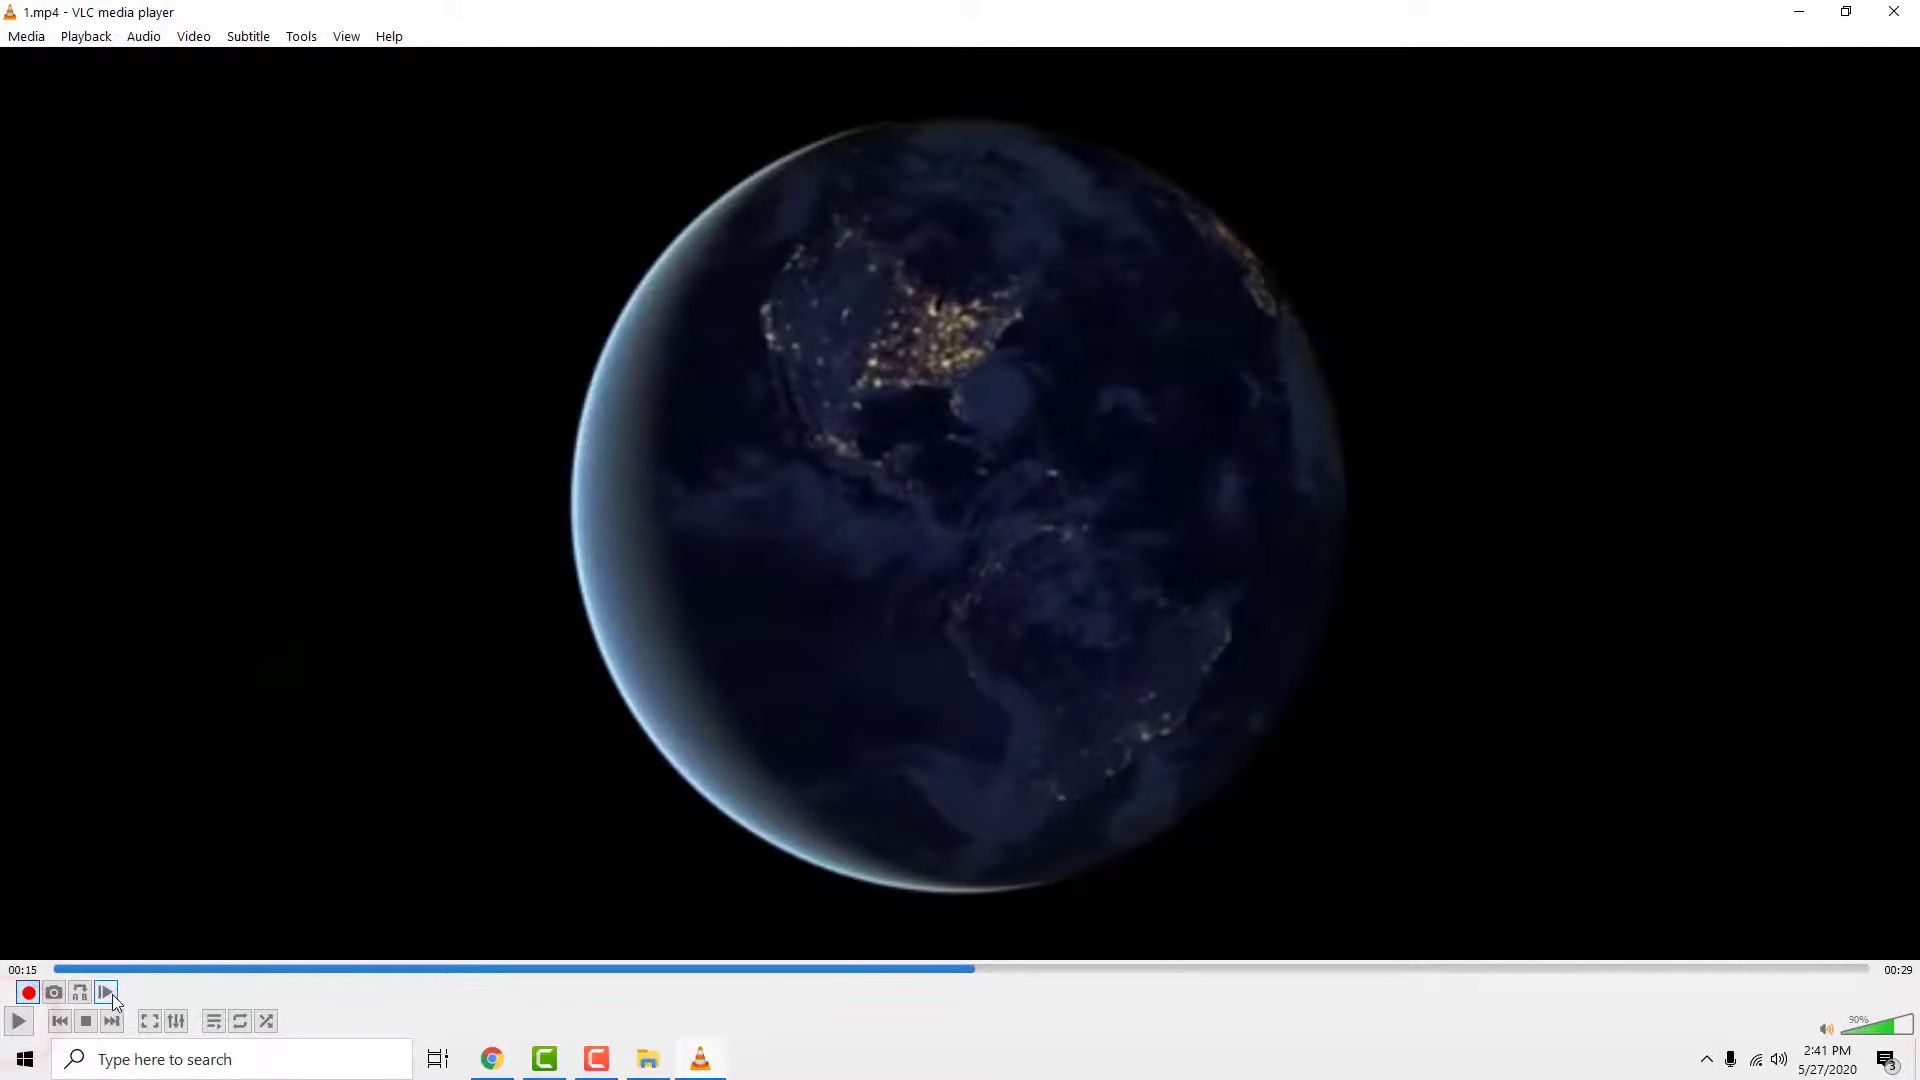 1.mp4 - VLC media player
Media Playback Audio Video Subtitle Tools View Help
00:15
00:29
A B
90%
Type here to search
2:41 PM
5/27/2020
3